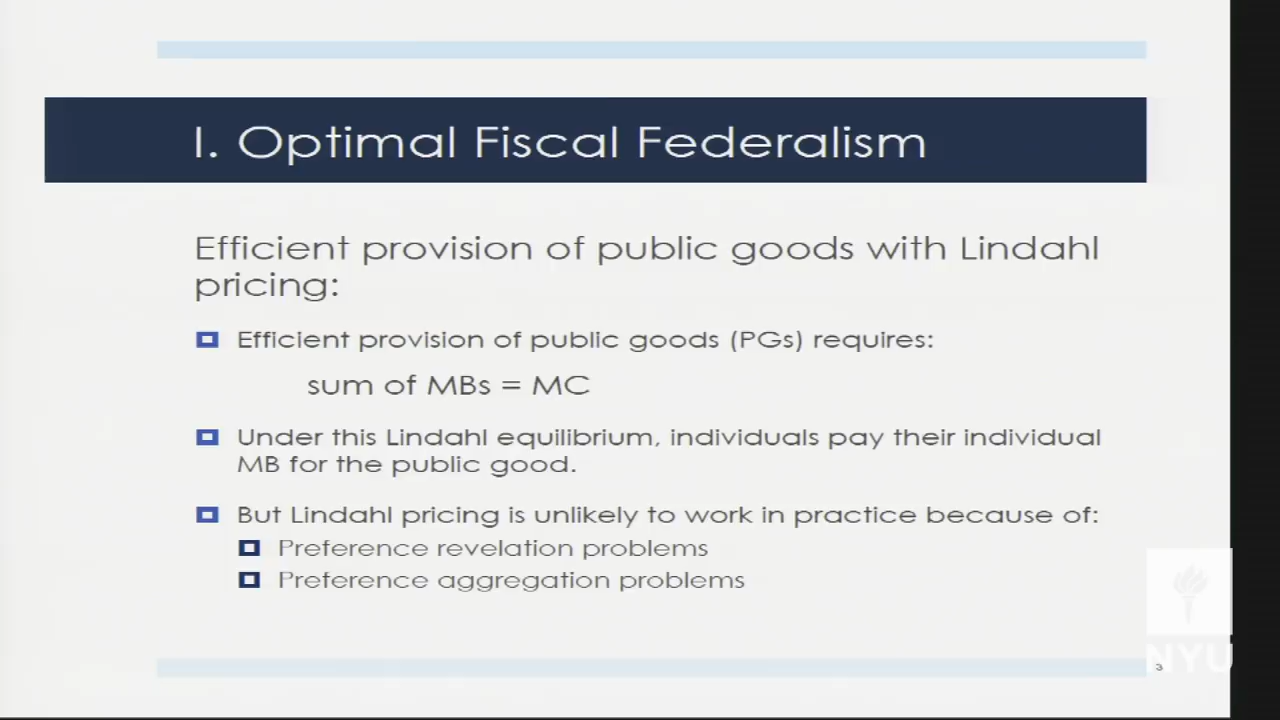 I. Optimal Fiscal Federalism
Efficient provision of public goods with Lindahl
pricing:
Efficient provision of public goods (PGs) requires:
sum of MBs = MC
Under this Lindahl equilibrium, individuals pay their individual
MB for the public good.
But Lindahl pricing is unlikely to work in practice because of:
Preference revelation problems
Preference aggregation problems
NYU
3